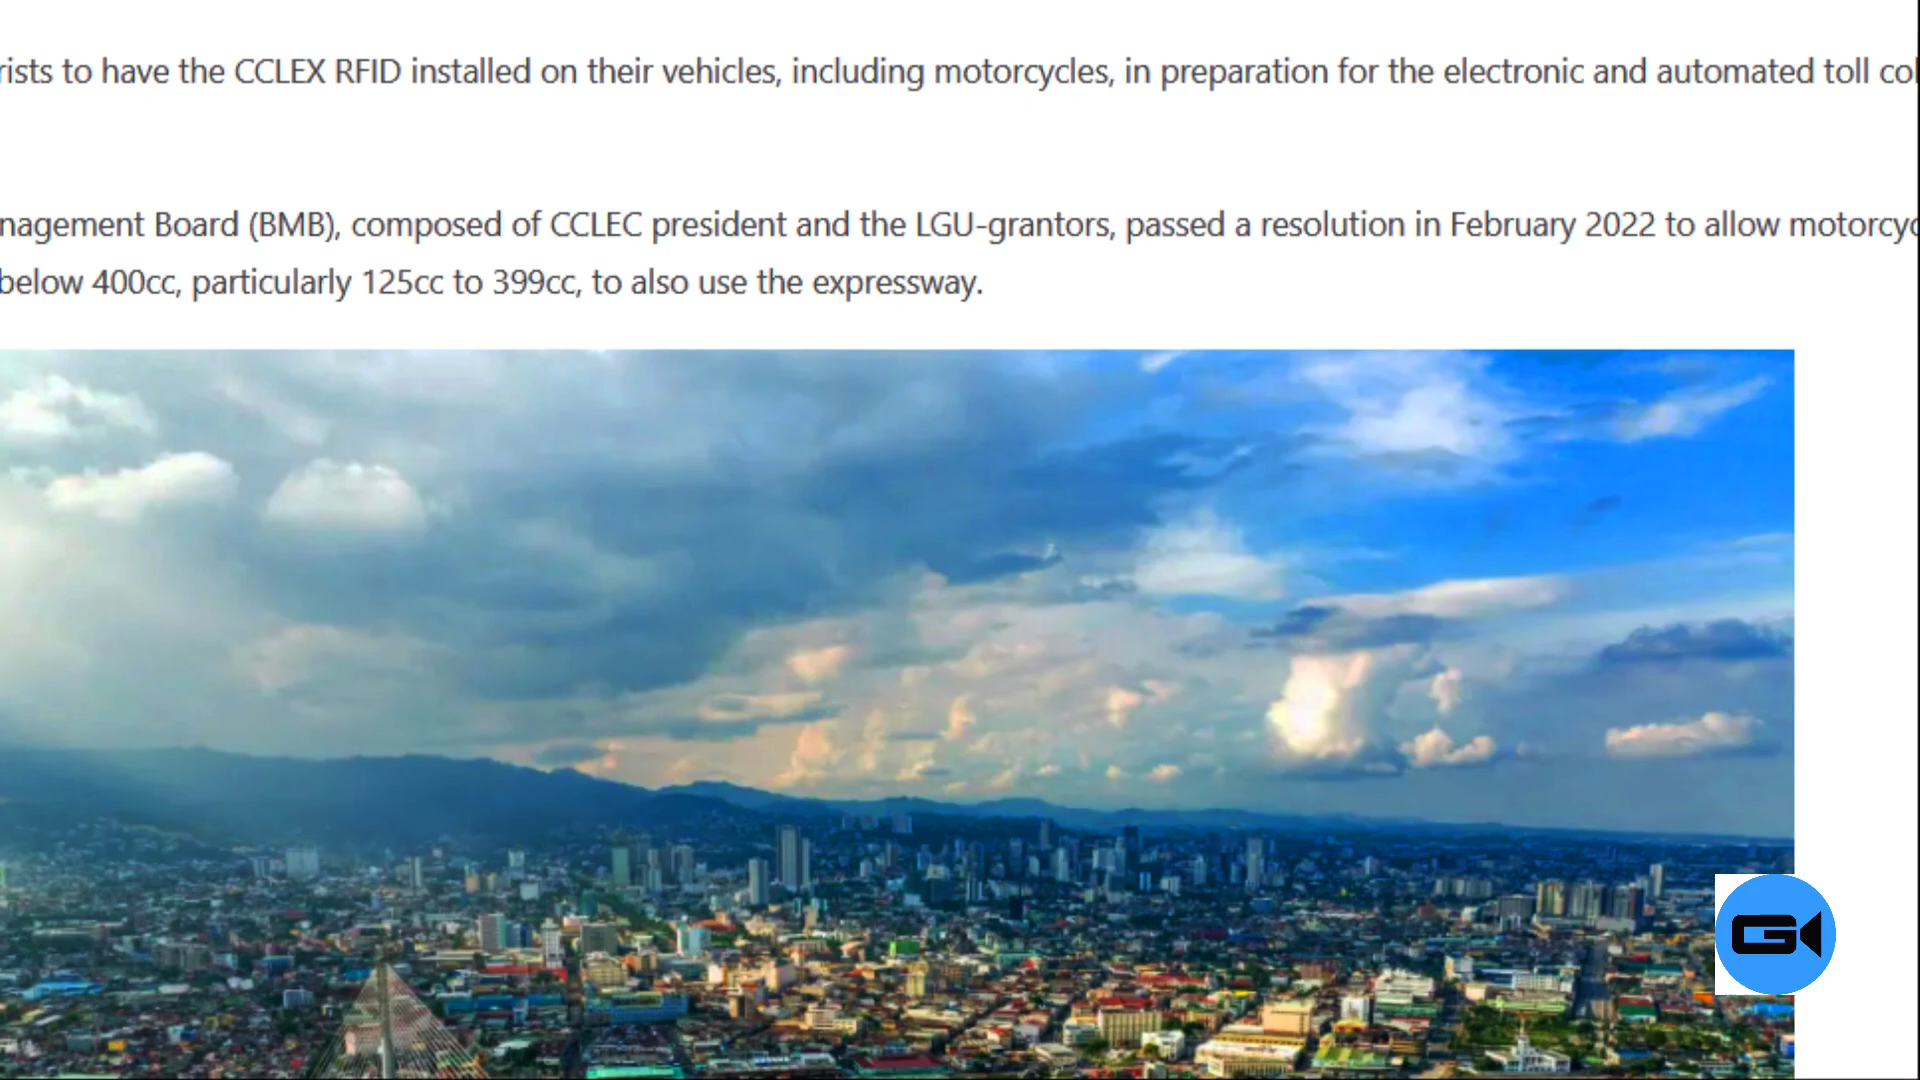 rists to have the CCLEX RFID installed on their vehicles, including motorcycles, in preparation for the electronic and automated toll col
nagement Board (BMB), composed of CCLEC president and the LGU-grantors, passed a resolution in February 2022 to allow motorcyc
below 400cc, particularly 125cc to 399cc, to also use the expressway.
G